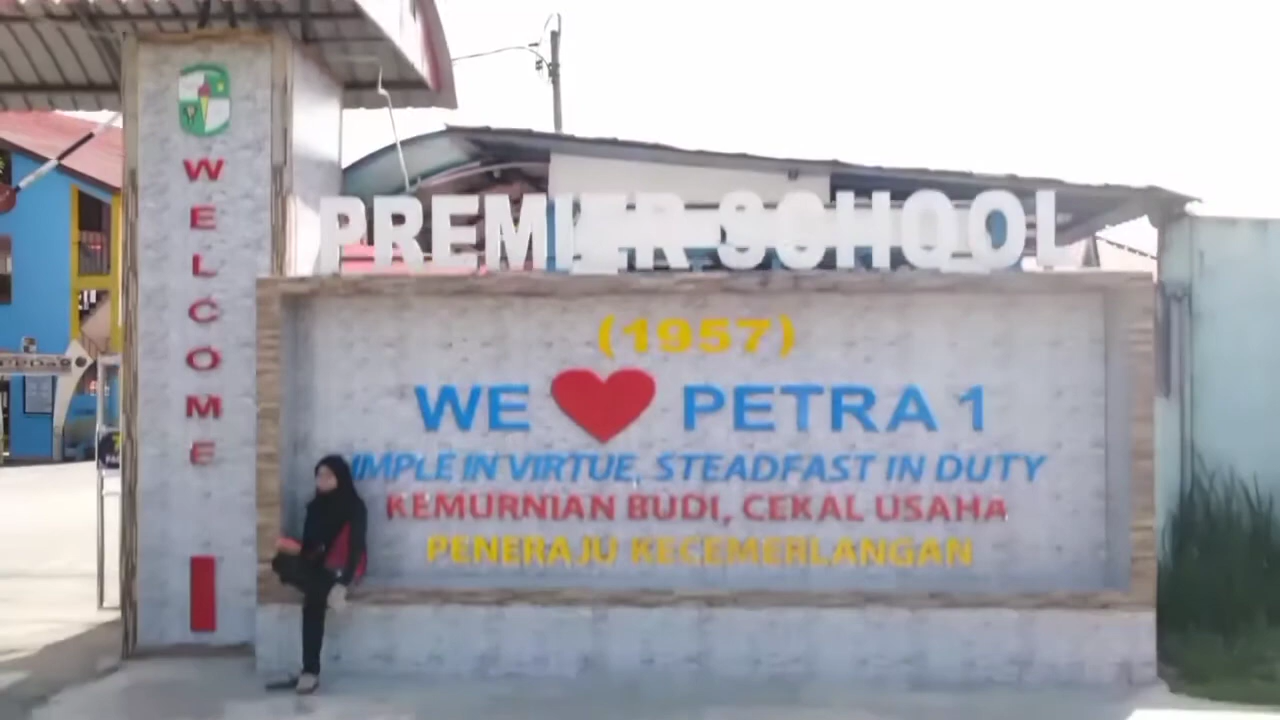 WELCOME
PREMIER SCHOOL
(1957)
WE PETRA 1
IMPLE IN VIRTUE, STEADFAST IN DUTY
KEMURNIAN BUDI, CEKAL USAHA
PENERAJU KECEMERLANGAN